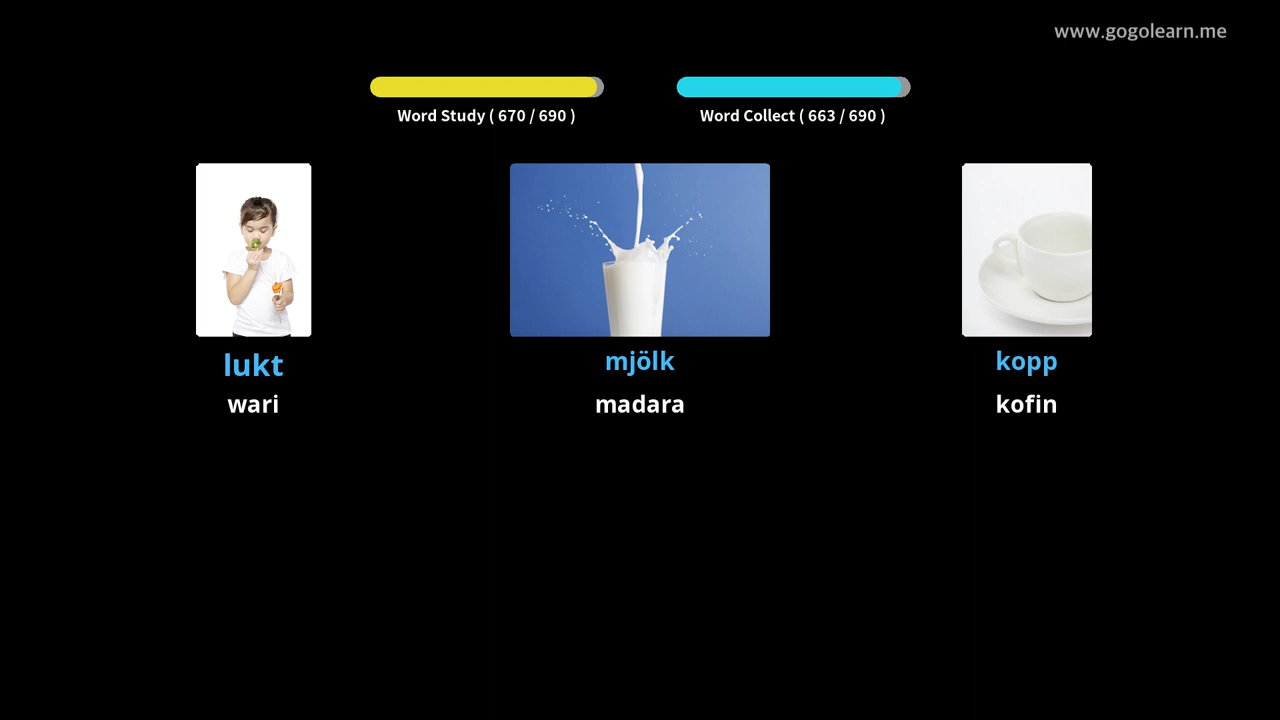 www.gogolearn.me
Word Study ( 670 / 690 )
Word Collect ( 663 / 690 )
lukt
mjölk
kopp
wari
madara
kofin